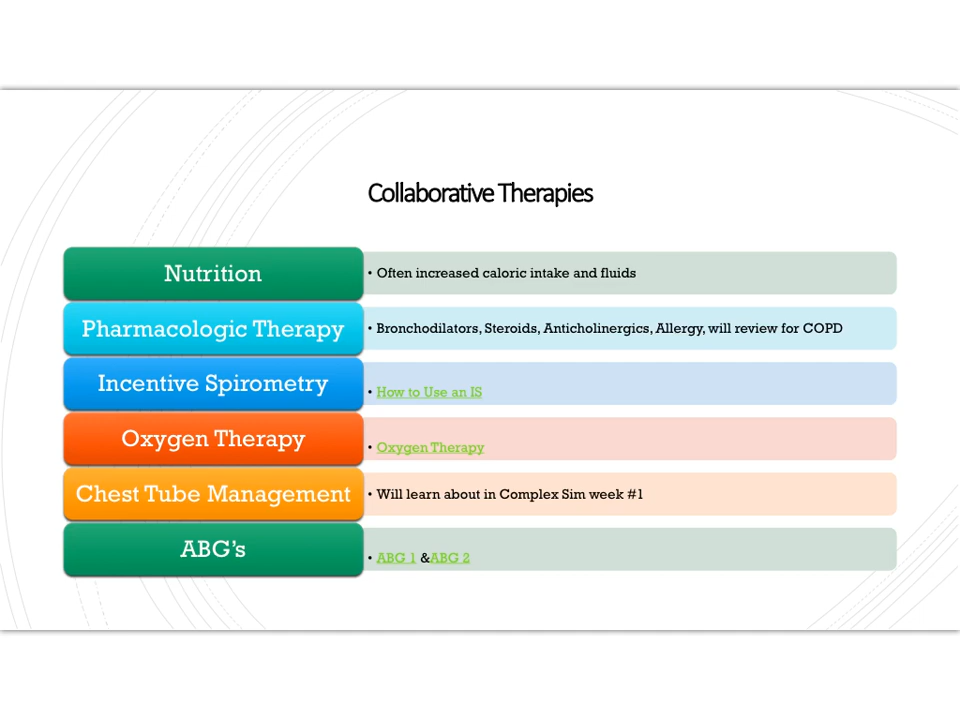 Collaborative Therapies
Nutrition
• Often increased caloric intake and fluids
Pharmacologic Therapy
• Bronchodilators, Steroids, Anticholinergics, Allergy, will review for COPD
Incentive Spirometry
• How to Use an IS
Oxygen Therapy
• Oxygen Therapy
Chest Tube Management
• Will learn about in Complex Sim week #1
ABG's
• ABG 1 &ABG 2